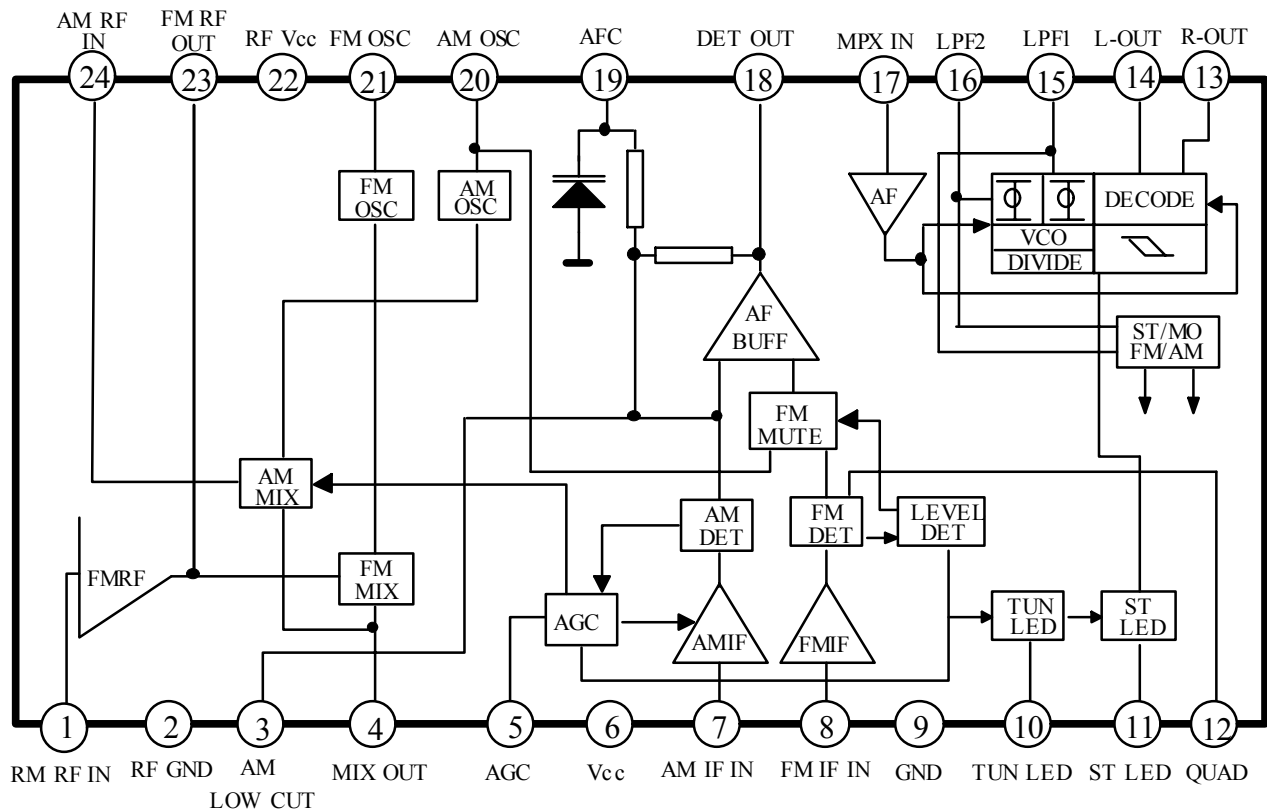 AM RF
IN
FM RF
OUT
RF Vcc
FM OSC
AM OSC
AFC
DET OUT
MPX IN
LPF2
LPF1
L-OUT
R-OUT
24
23
22
21
20
19
18
17
16
15
14
13
FM
OSC
AM
OSC
AF
DECODE
VCO
DIVIDE
AF
BUFF
ST/MO
FM/AM
FM
MUTE
AM
MIX
AM
DET
FM
DET
LEVEL
DET
FMRF
FM
MIX
AGC
AMIF
FMIF
TUN
LED
ST
LED
1
2
3
4
5
6
7
8
9
10
11
12
RM RF IN
RF GND
AM
LOW CUT
MIX OUT
AGC
Vcc
AM IF IN
FM IF IN
GND
TUN LED
ST LED
QUAD